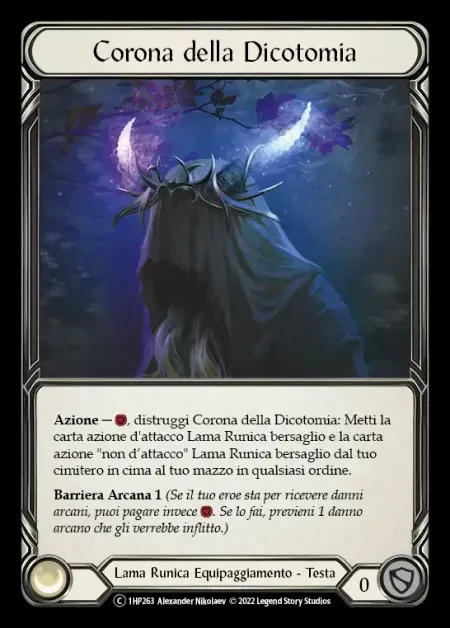 Corona della Dicotomia
Azione — , distruggi Corona della Dicotomia: Metti la
carta azione d'attacco Lama Runica bersaglio e la carta
azione "non d’attacco" Lama Runica bersaglio dal tuo
cimitero in cima al tuo mazzo in qualsiasi ordine.
Barriera Arcana 1 (Se il tuo eroe sta per ricevere danni
arcani, puoi pagare invece . Se lo fai, previeni 1 danno
arcano che gli verrebbe inflitto.)
Lama Runica Equipaggiamento - Testa
0
C 1HP263 Alexander Nikolaev © 2022 Legend Story Studios